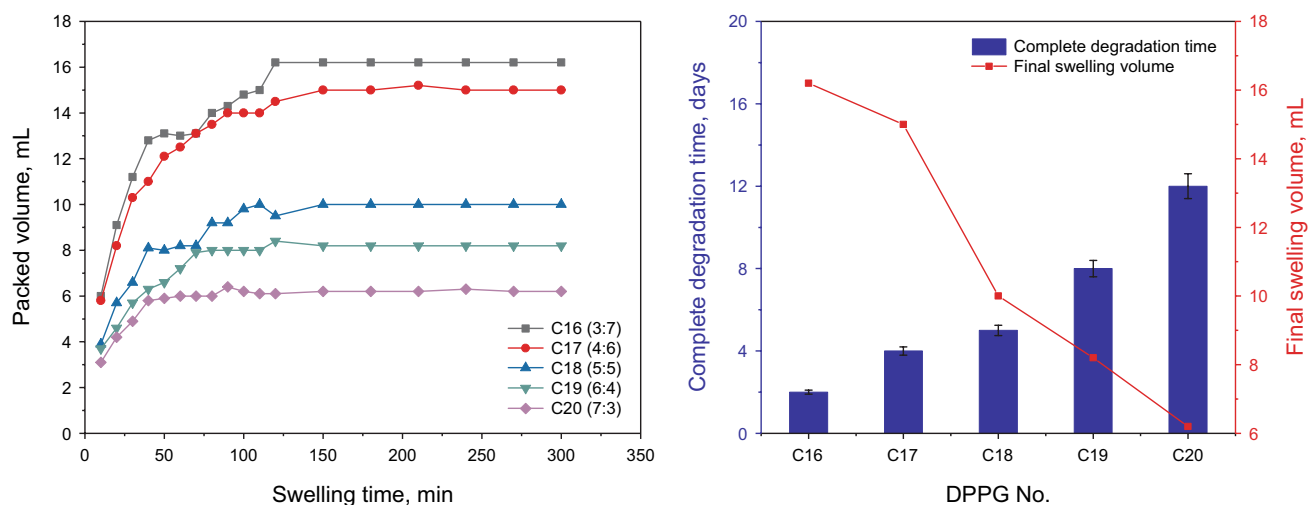 18
16
14
12
10
8
6
4
2
0
Packed volume, mL
C16 (3:7)
C17 (4:6)
C18 (5:5)
C19 (6:4)
C20 (7:3)
0 50 100 150 200 250 300 350
Swelling time, min
20
16
12
8
4
0
Complete degradation time, days
Complete degradation time
Final swelling volume
18
16
14
12
10
8
6
Final swelling volume, mL
C16 C17 C18 C19 C20
DPPG No.